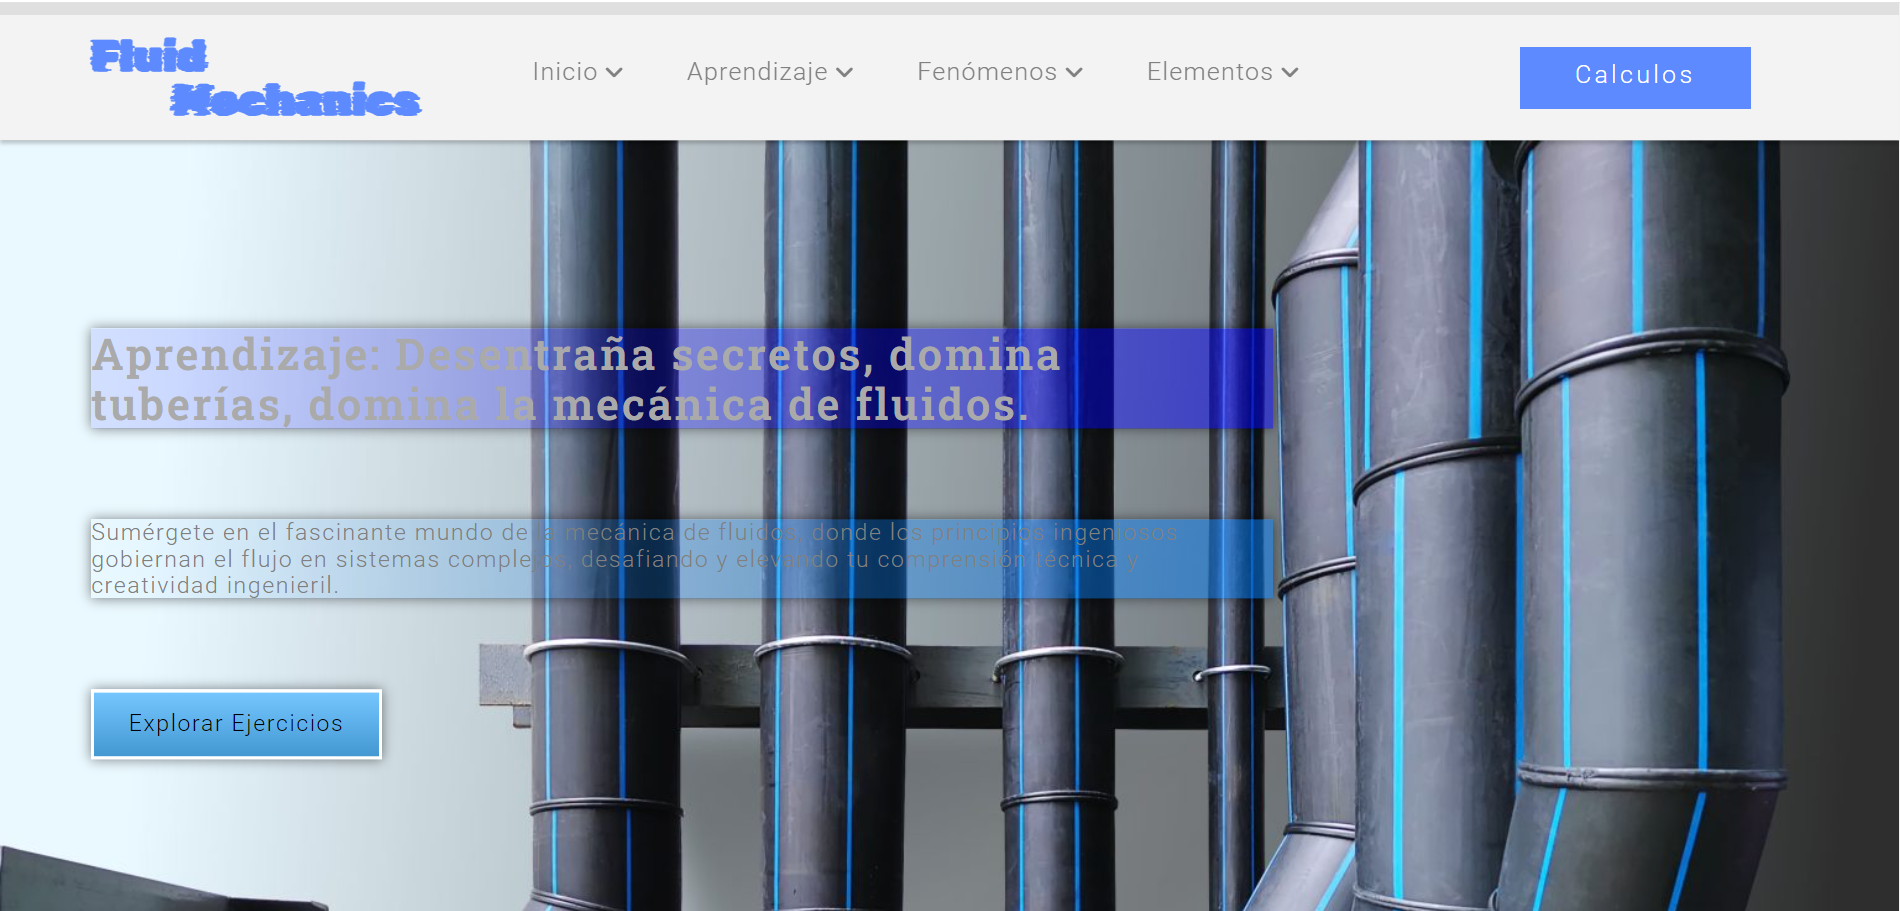 Fluid
Mechanics
Inicio
Aprendizaje
Fenómenos
Elementos
Calculos
Aprendizaje: Desentraña secretos, domina
tuberías, domina la mecánica de fluidos.
Sumérgete en el fascinante mundo de la mecánica de fluidos, donde los principios ingeniosos
gobiernan el flujo en sistemas complejos, desafiando y elevando tu comprensión técnica y
creatividad ingenieril.
Explorar Ejercicios